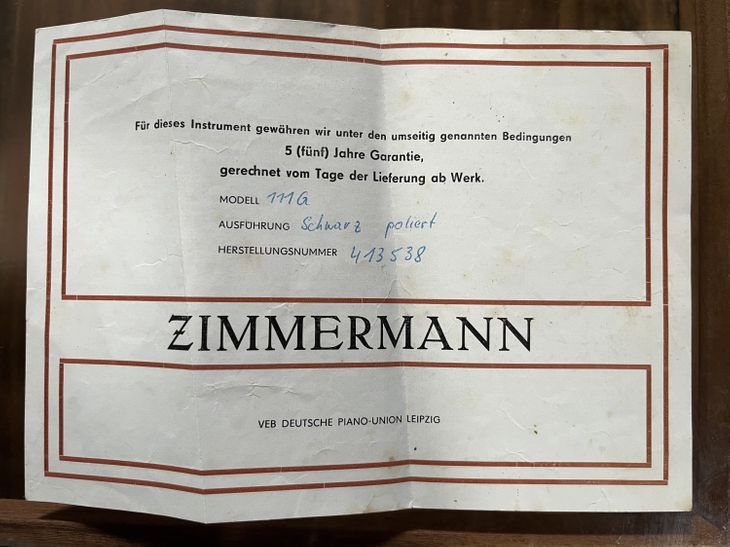 Für dieses Instrument gewähren wir unter den umseitig genannten Bedingungen
5 (fünf) Jahre Garantie,
gerechnet vom Tage der Lieferung ab Werk.
MODELL 111G
AUSFÜHRUNG Schwarz poliert
HERSTELLUNGSNUMMER 413538
ZIMMERMANN
VEB DEUTSCHE PIANO-UNION LEIPZIG